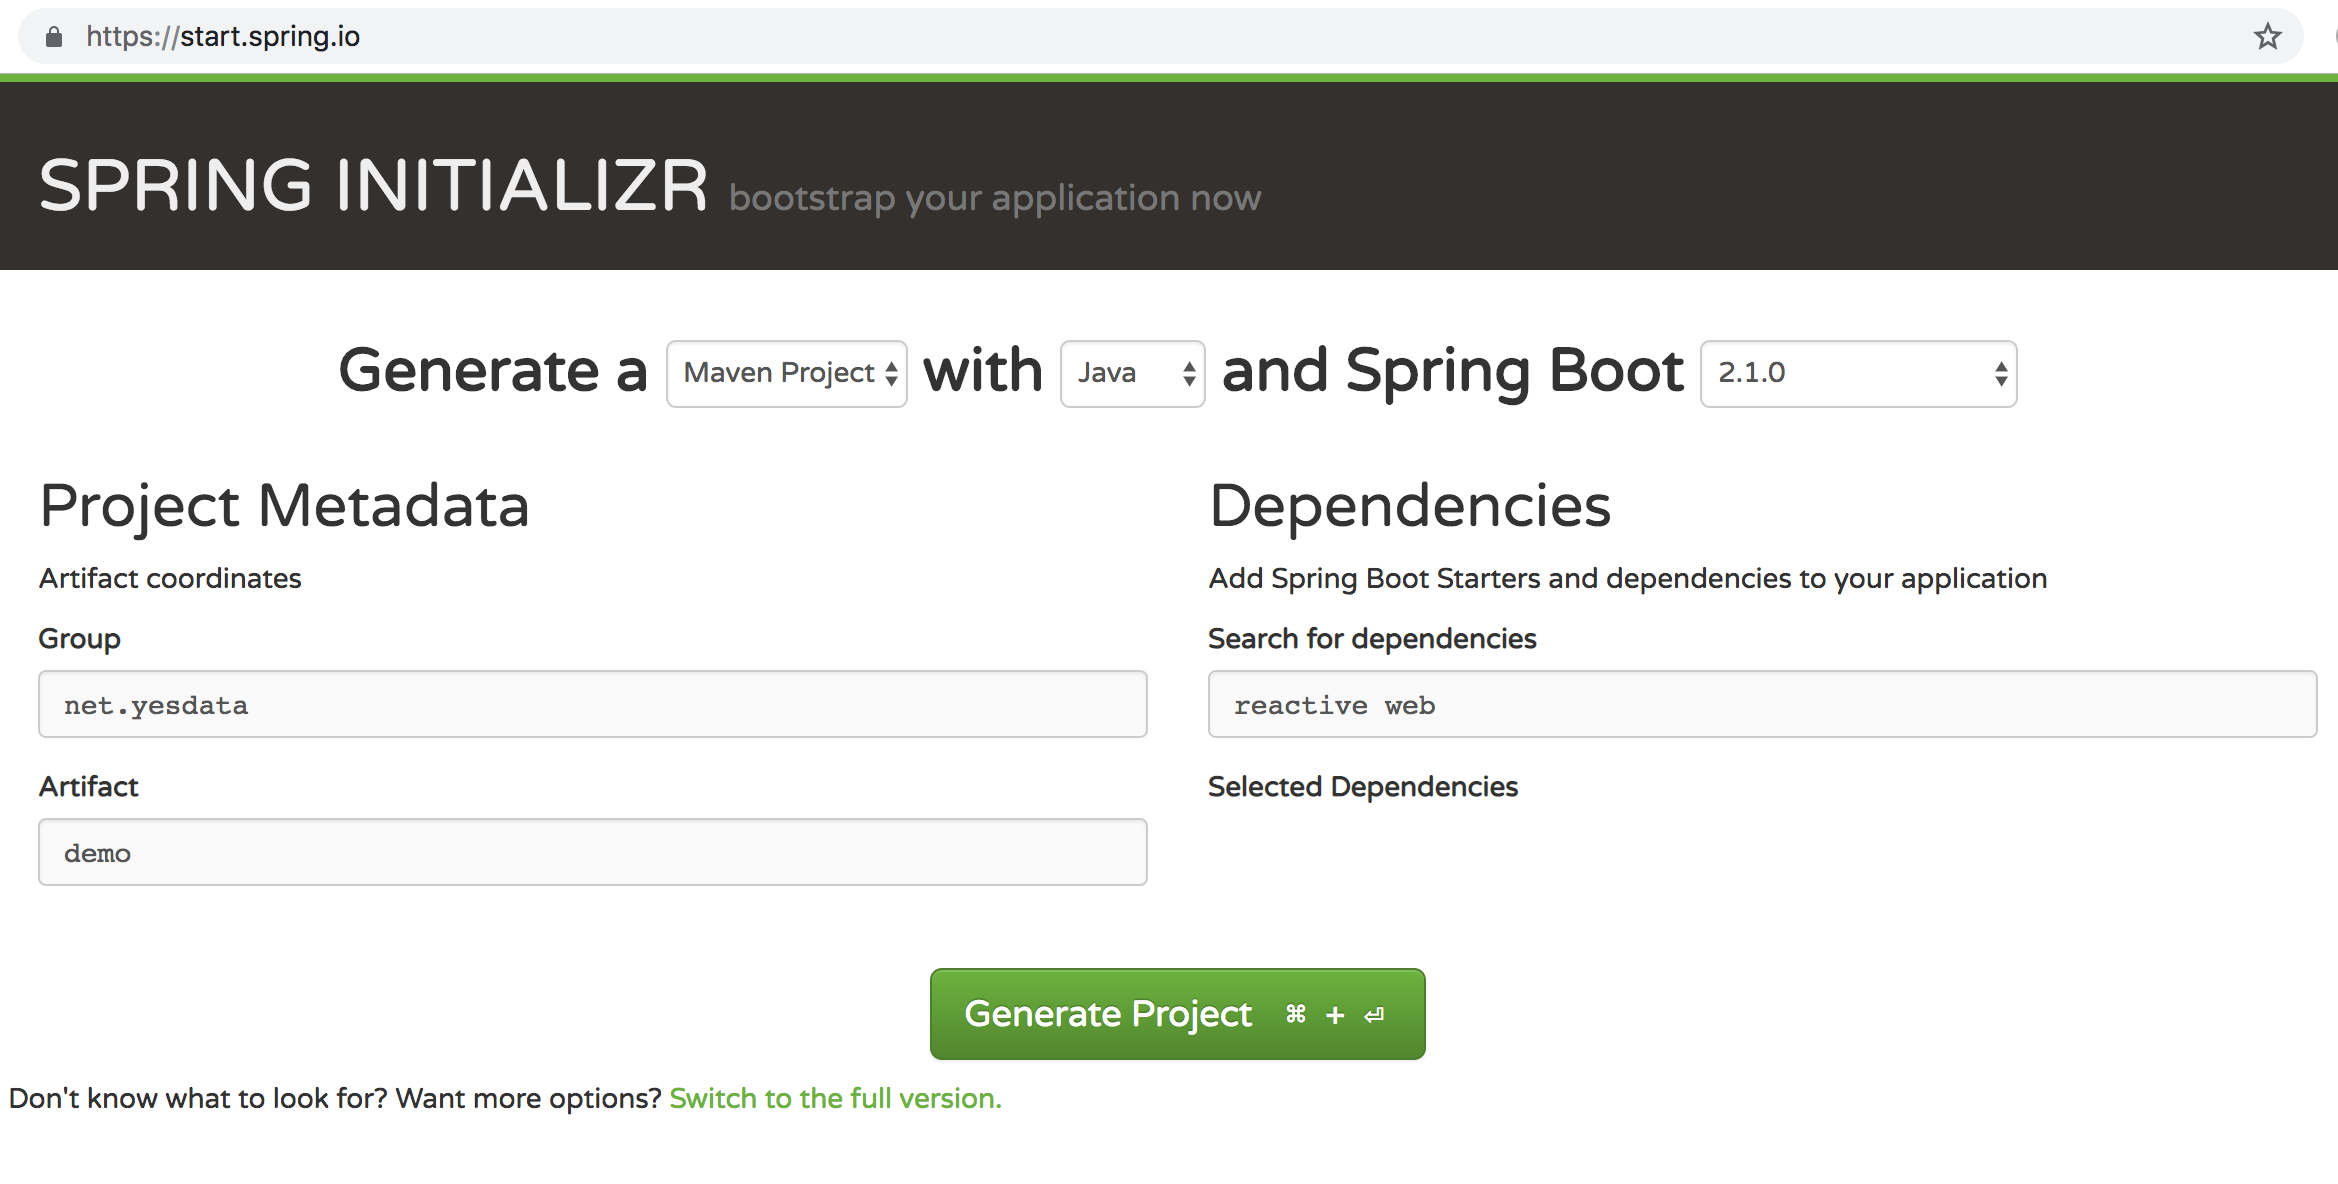 https://start.spring.io
SPRING INITIALIZR bootstrap your application now
Generate a Maven Project with Java and Spring Boot 2.1.0
Project Metadata
Artifact coordinates
Group
net.yesdata
Artifact
demo
Dependencies
Add Spring Boot Starters and dependencies to your application
Search for dependencies
reactive web
Selected Dependencies
Generate Project ⌘ + ⏎
Don't know what to look for? Want more options? Switch to the full version.